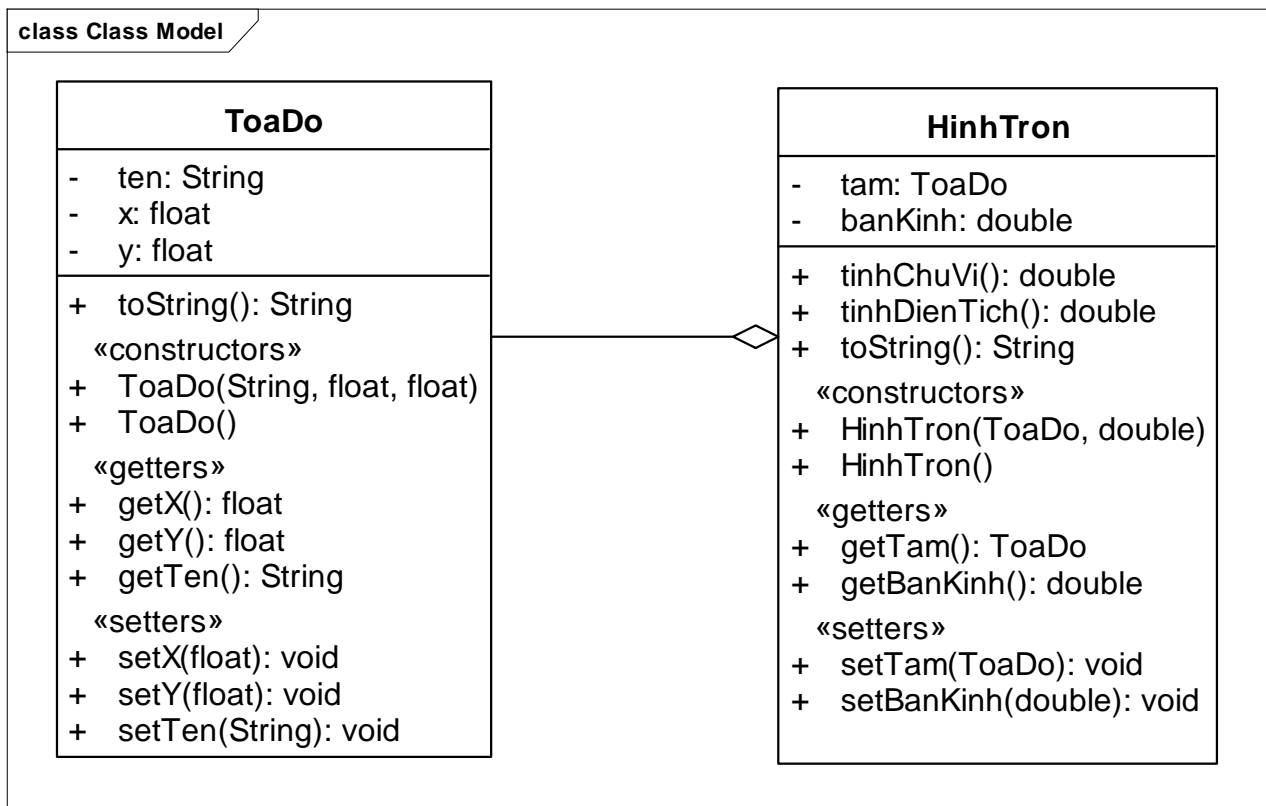 class Class Model
ToaDo
- ten: String
- x: float
- y: float
+ toString(): String
«constructors»
+ ToaDo(String, float, float)
+ ToaDo()
«getters»
+ getX(): float
+ getY(): float
+ getTen(): String
«setters»
+ setX(float): void
+ setY(float): void
+ setTen(String): void
HinhTron
- tam: ToaDo
- banKinh: double
+ tinhChuVi(): double
+ tinhDienTich(): double
+ toString(): String
«constructors»
+ HinhTron(ToaDo, double)
+ HinhTron()
«getters»
+ getTam(): ToaDo
+ getBanKinh(): double
«setters»
+ setTam(ToaDo): void
+ setBanKinh(double): void